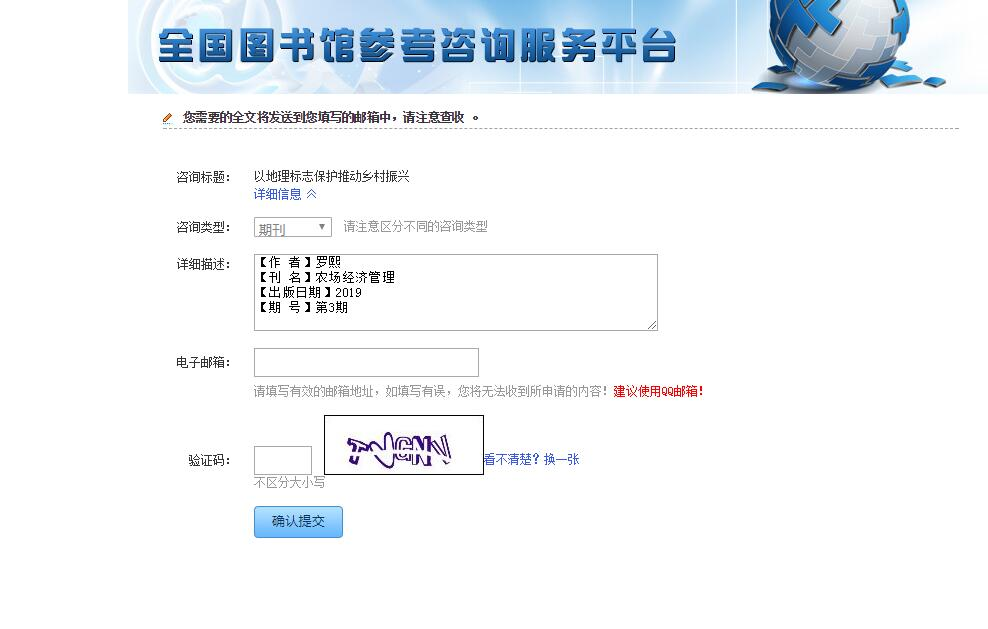 全国图书馆参考咨询服务平台
您需要的全文将发送到您填写的邮箱中，请注意查收 。
咨询标题： 以地理标志保护推动乡村振兴
详细信息
咨询类型： 期刊 请注意区分不同的咨询类型
详细描述： 【作 者】罗熙
【刊 名】农场经济管理
【出版日期】2019
【期 号】第3期
电子邮箱：
请填写有效的邮箱地址，如填写有误，您将无法收到所申请的内容！建议使用QQ邮箱！
验证码： 看不清楚？换一张
不区分大小写
确认提交